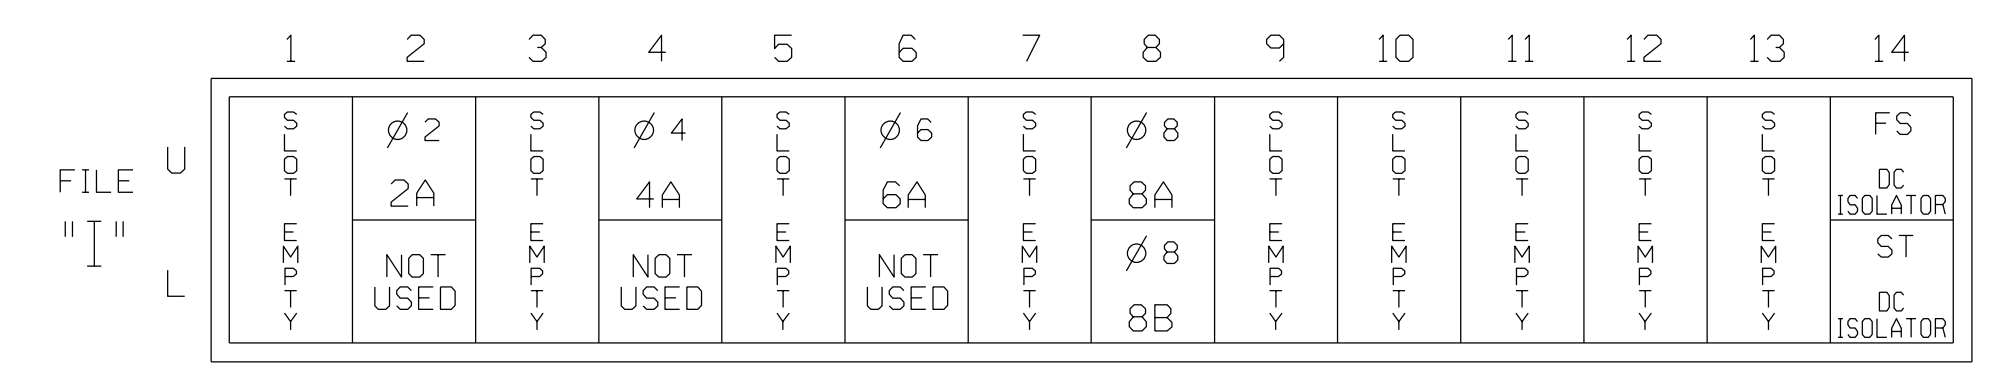 1 2 3 4 5 6 7 8 9 10 11 12 13 14
FILE
"I"
U
L
SLOT EMPTY
Ø 2
2A
NOT
USED
SLOT EMPTY
Ø 4
4A
NOT
USED
SLOT EMPTY
Ø 6
6A
NOT
USED
SLOT EMPTY
Ø 8
8A
Ø 8
8B
SLOT EMPTY
SLOT EMPTY
SLOT EMPTY
SLOT EMPTY
SLOT EMPTY
FS
DC
ISOLATOR
ST
DC
ISOLATOR